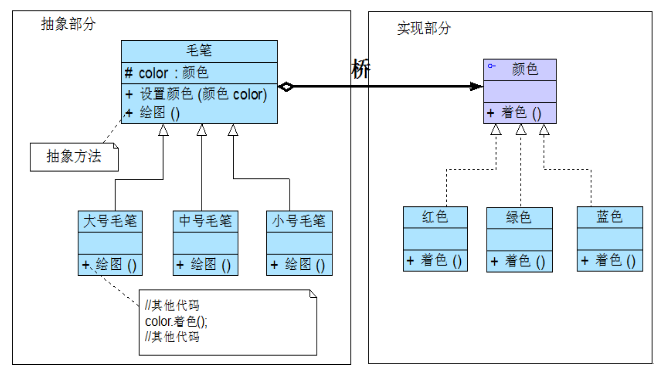 抽象部分
毛笔
# color : 颜色
+ 设置颜色 (颜色 color)
+ 绘图 ()
抽象方法
大号毛笔
+ 绘图 ()
中号毛笔
+ 绘图 ()
小号毛笔
+ 绘图 ()
//其他代码
color.着色();
//其他代码
桥
实现部分
颜色
+ 着色 ()
红色
+ 着色 ()
绿色
+ 着色 ()
蓝色
+ 着色 ()